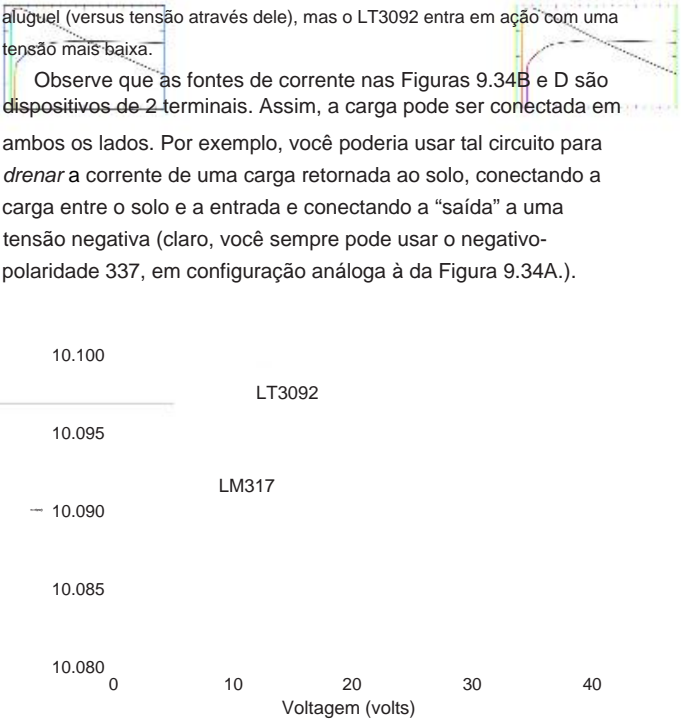 aluguel (versus tensão através dele), mas o LT3092 entra em ação com uma
tensão mais baixa.
Observe que as fontes de corrente nas Figuras 9.34B e D são
dispositivos de 2 terminais. Assim, a carga pode ser conectada em
ambos os lados. Por exemplo, você poderia usar tal circuito para
drenar a corrente de uma carga retornada ao solo, conectando a
carga entre o solo e a entrada e conectando a “saída” a uma
tensão negativa (claro, você sempre pode usar o negativo-
polaridade 337, em configuração análoga à da Figura 9.34A.).
10.100
LT3092
10.095
LM317
10.090
10.085
10.080
0 10 20 30 40
Voltagem (volts)